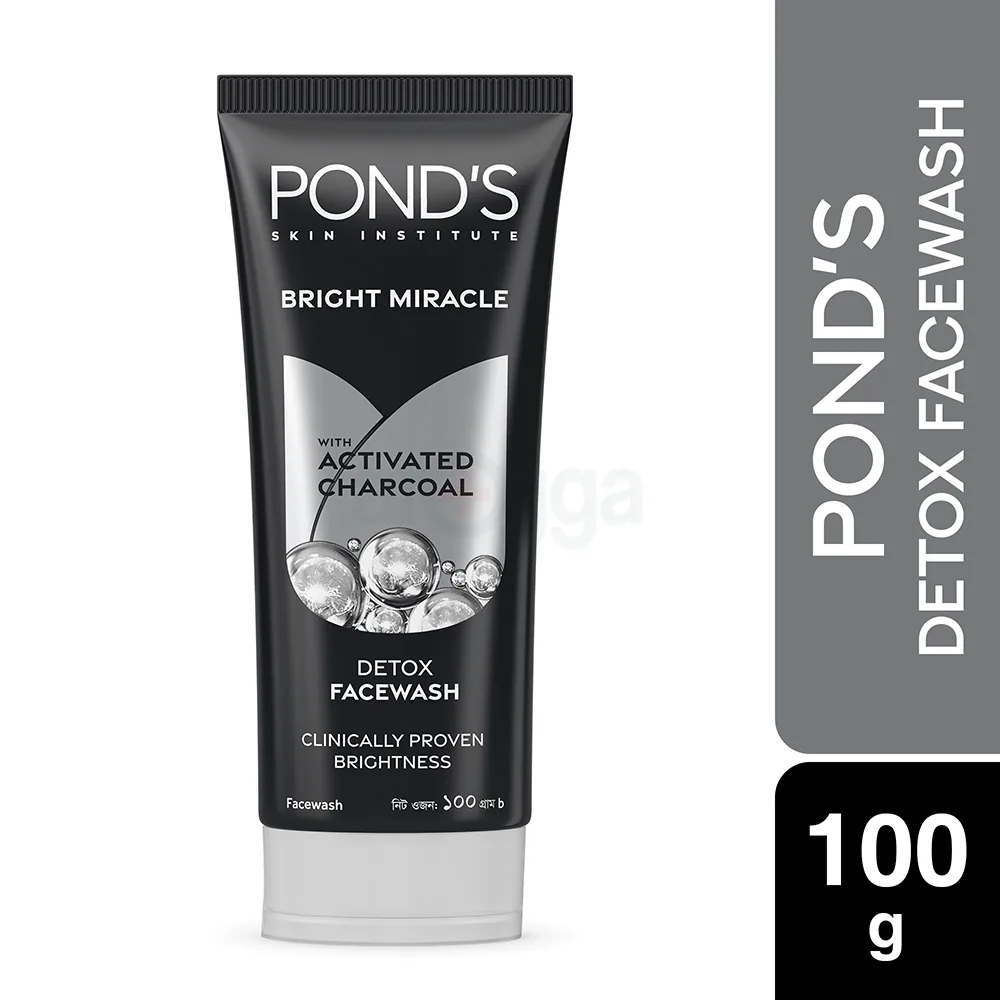 POND'S
SKIN INSTITUTE
BRIGHT MIRACLE
WITH
ACTIVATED
CHARCOAL
DETOX
FACEWASH
CLINICALLY PROVEN
BRIGHTNESS
Facewash নিট ওজন: ১০০ গ্রাম b
POND'S
DETOX FACEWASH
100
g